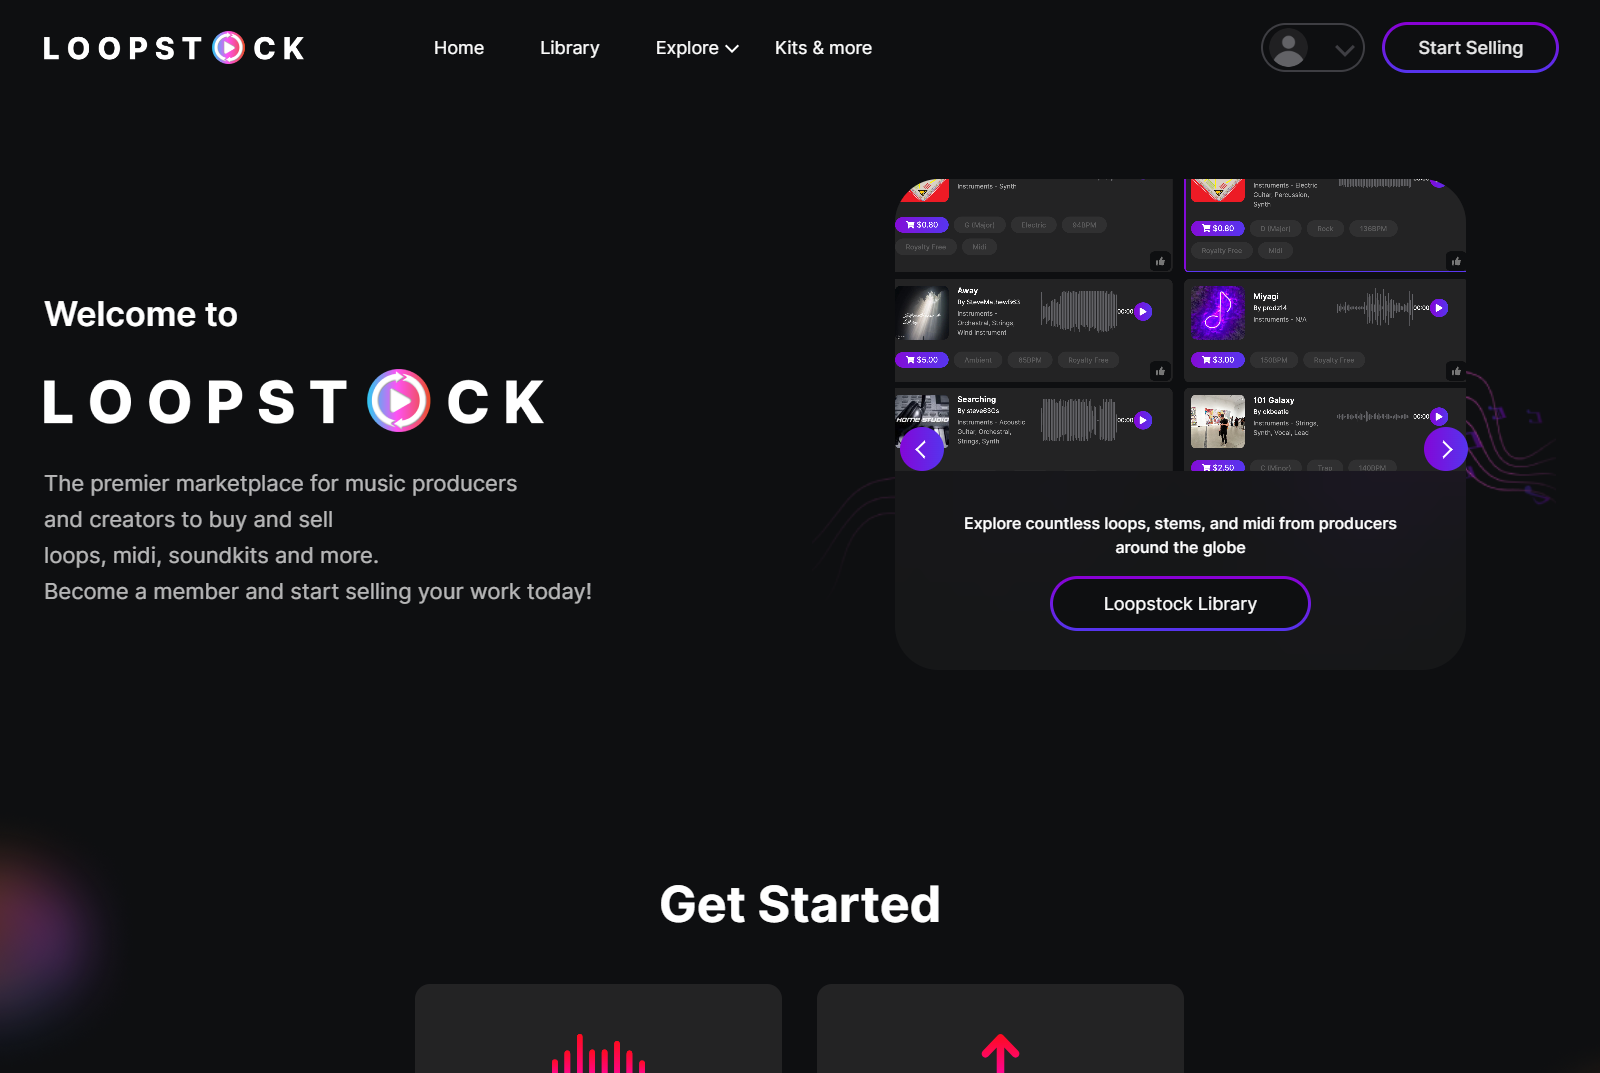 LOOPSTOCK
Home
Library
Explore
Kits & more
Start Selling
Welcome to
LOOPSTOCK
The premier marketplace for music producers
and creators to buy and sell
loops, midi, soundkits and more.
Become a member and start selling your work today!
Instruments - Synth
$0.80
G (Major)
Electric
84BPM
Royalty Free
Midi
Instruments - Electric
Guitar, Percussion,
Synth
$0.80
D (Major)
Rock
136BPM
Royalty Free
Midi
Away
By SteveMathew663
Instruments -
Orchestral, Strings
Wind Instrument
00:00
$5.00
Ambient
85BPM
Royalty Free
Miyagi
By prodz14
Instruments - N/A
00:00
$3.00
150BPM
Royalty Free
Searching
By steve63Cs
Instruments - Acoustic
Guitar, Orchestral,
Strings, Synth
00:00
HOME STUDIO
101 Galaxy
By okbeatle
Instruments - Strings,
Synth, Vocal, Lead
00:00
$2.50
C (Minor)
Trap
140BPM
Explore countless loops, stems, and midi from producers
around the globe
Loopstock Library
Get Started